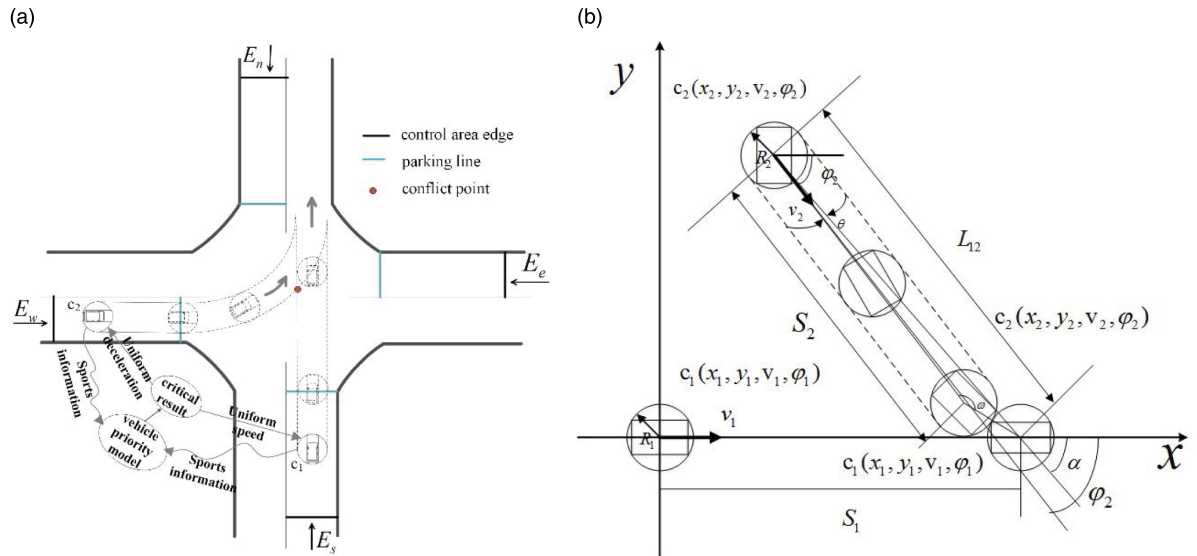 (a)
E_n
control area edge
parking line
conflict point
E_e
E_w
c_2
Sports
information
Uniform
deceleration
critical
result
vehicle
priority
model
Uniform
speed
Sports
information
c_1
E_s
(b)
y
c_2(x_2, y_2, v_2, φ_2)
R_2
φ_2
v_2
θ
L_12
S_2
c_2(x_2, y_2, v_2, φ_2)
c_1(x_1, y_1, v_1, φ_1)
v_1
R_1
φ
x
c_1(x_1, y_1, v_1, φ_1)
α
φ_2
S_1